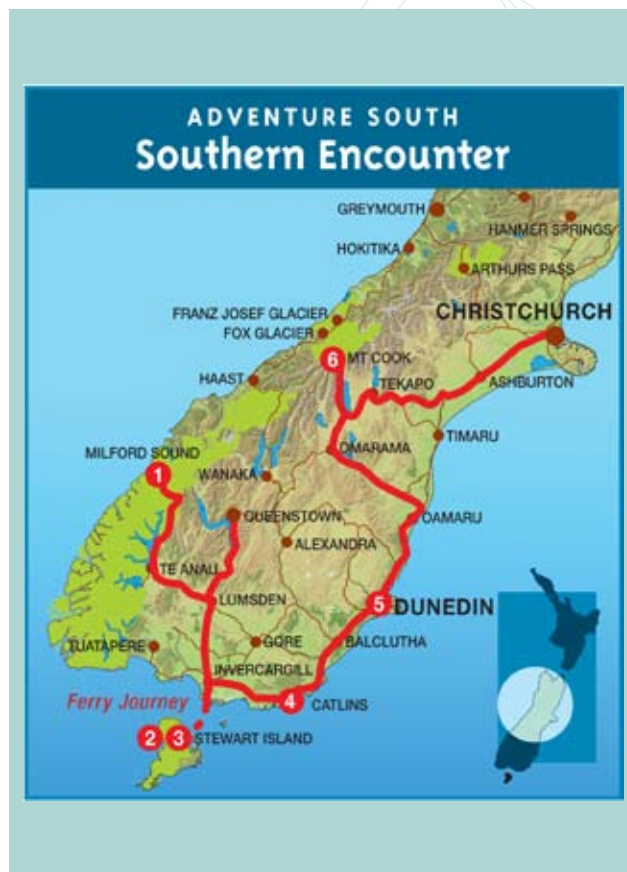 ADVENTURE SOUTH
Southern Encounter
GREYMOUTH
HANMER SPRINGS
HOKITIKA
ARTHURS PASS
CHRISTCHURCH
FRANZ JOSEF GLACIER
FOX GLACIER
6 MT COOK
HAAST
TEKAPO
ASHBURTON
TIMARU
OMARAMA
MILFORD SOUND
1
WANAKA
QUEENSTOWN
OAMARU
ALEXANDRA
TE ANAU
LUMSDEN
5 DUNEDIN
TUATAPERE
GORE
BALCLUTHA
INVERCARGILL
Ferry Journey
4 CATLINS
2 3 STEWART ISLAND